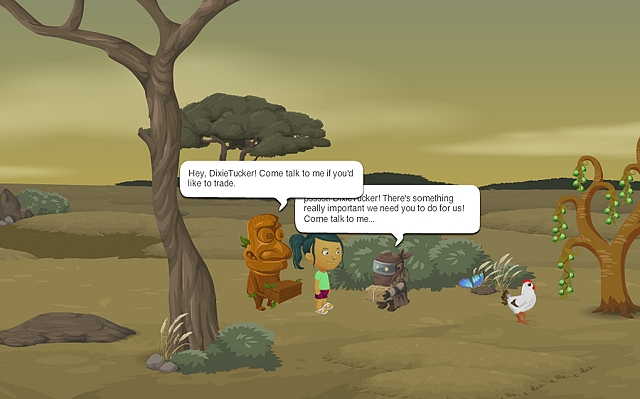 Hey, DixieTucker! Come talk to me if you'd
like to trade.
DixieTucker! There's something
really important we need you to do for us!
Come talk to me...